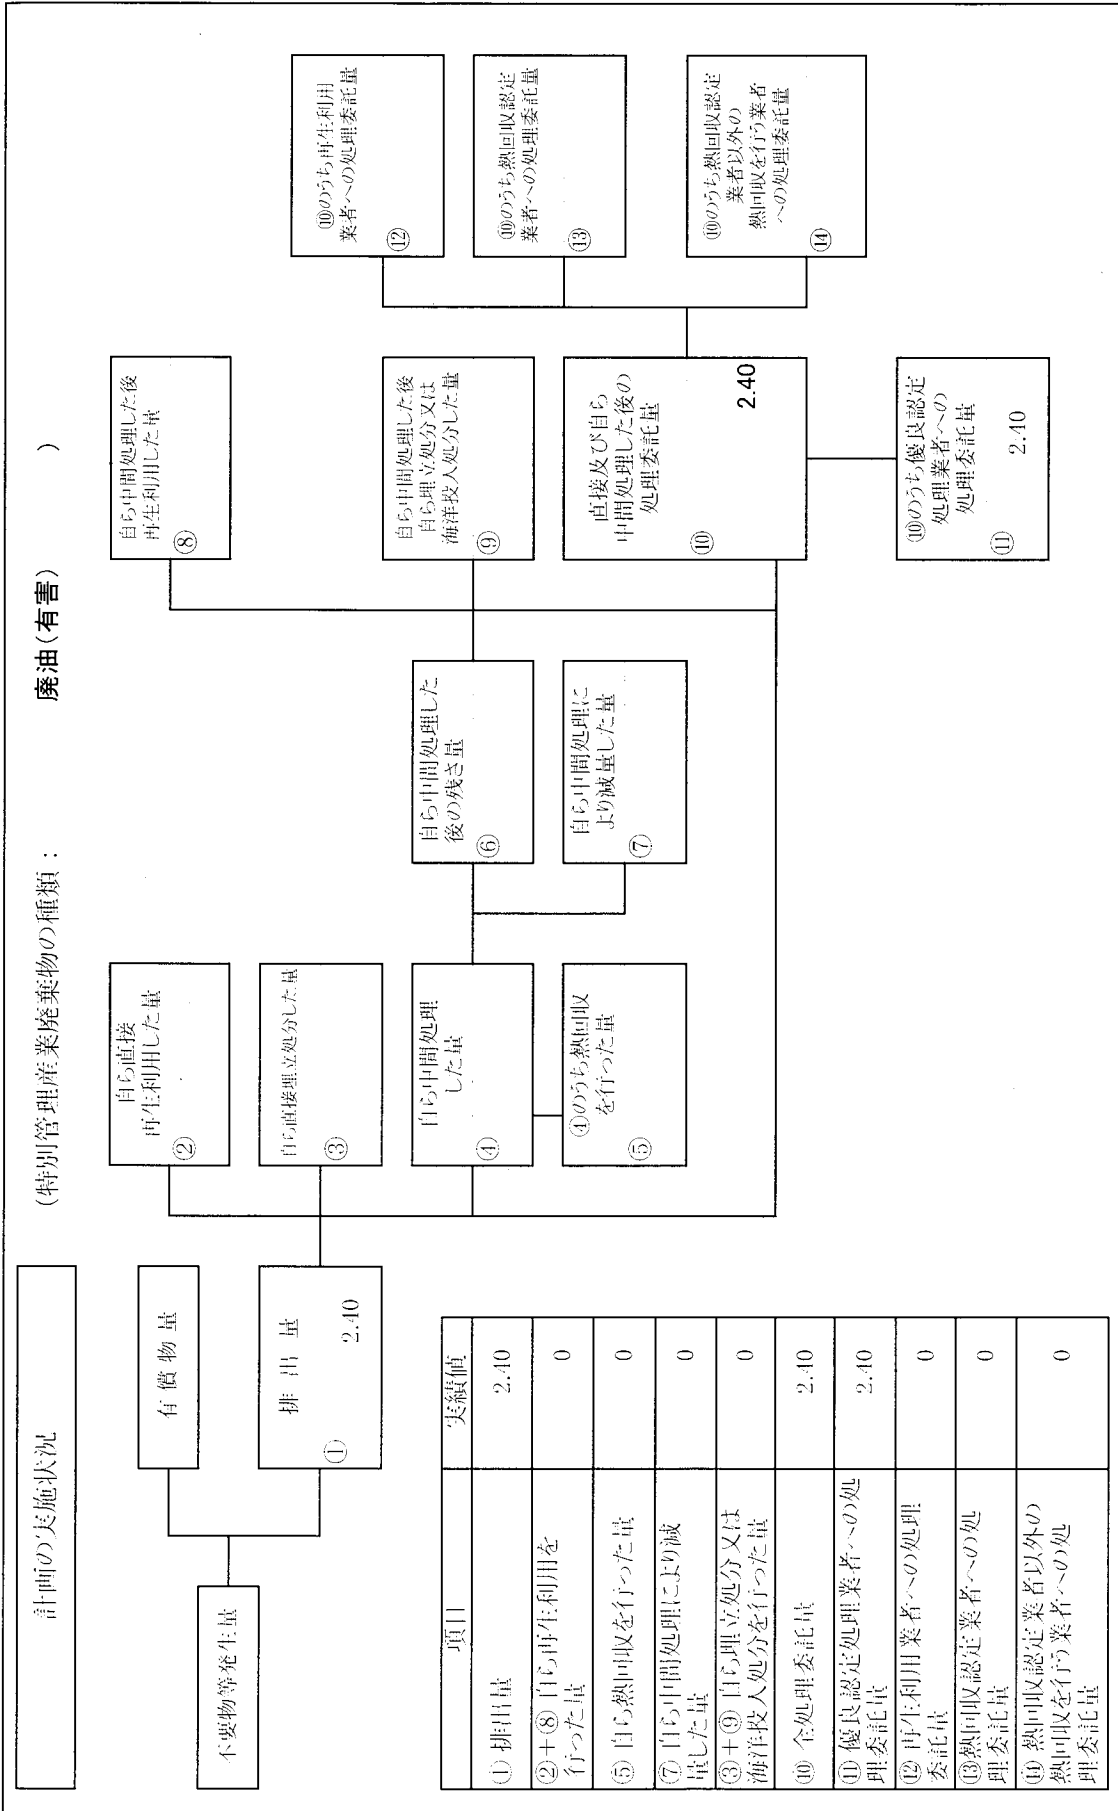 計画の実施状況
(特別管理産業廃棄物の種類：　廃油（有害）　)
不要物等発生量
有償物量
排出量
①
2.40
自ら直接
再生利用した量
②
自ら直接埋立処分した量
③
自ら中間処理
した量
④
④のうち熱回収
を行った量
⑤
自ら中間処理した
後の残さ量
⑥
自ら中間処理に
より減量した量
⑦
自ら中間処理した後
再生利用した量
⑧
自ら中間処理した後
自ら埋立処分又は
海洋投入処分した量
⑨
直接及び自ら
中間処理した後の
処理委託量
⑩
2.40
⑩のうち優良認定
処理業者への
処理委託量
⑪
2.40
⑩のうち再生利用
業者への処理委託量
⑫
⑩のうち熱回収認定
業者への処理委託量
⑬
⑩のうち熱回収認定
業者以外の
熱回収を行う業者
への処理委託量
⑭
項目　実績値
①排出量　2.40
②＋⑧ 自ら再生利用を
行った量　0
⑤ 自ら熱回収を行った量　0
⑦ 自ら中間処理により減
量した量　0
③＋⑨ 自ら埋立処分又は
海洋投入処分を行った量　0
⑩ 全処理委託量　2.40
⑪ 優良認定処理業者への処
理委託量　2.40
⑫ 再生利用業者への処理
委託量　0
⑬熱回収認定業者への処
理委託量　0
⑭ 熱回収認定業者以外の
熱回収を行う業者への処
理委託量　0